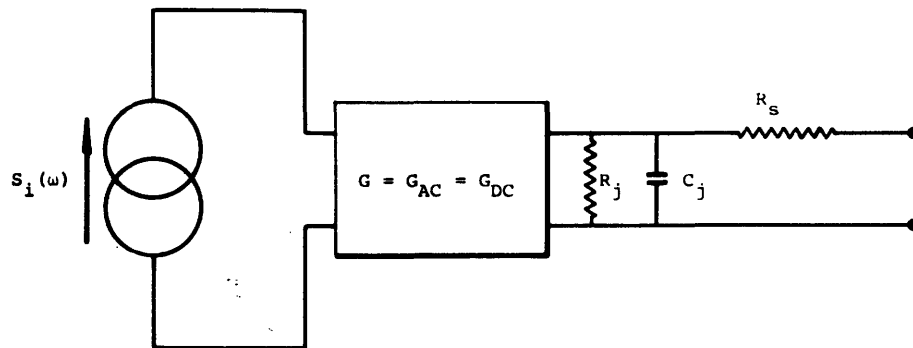 R_s
S_i(ω)
G = G_AC = G_DC
R_j
C_j